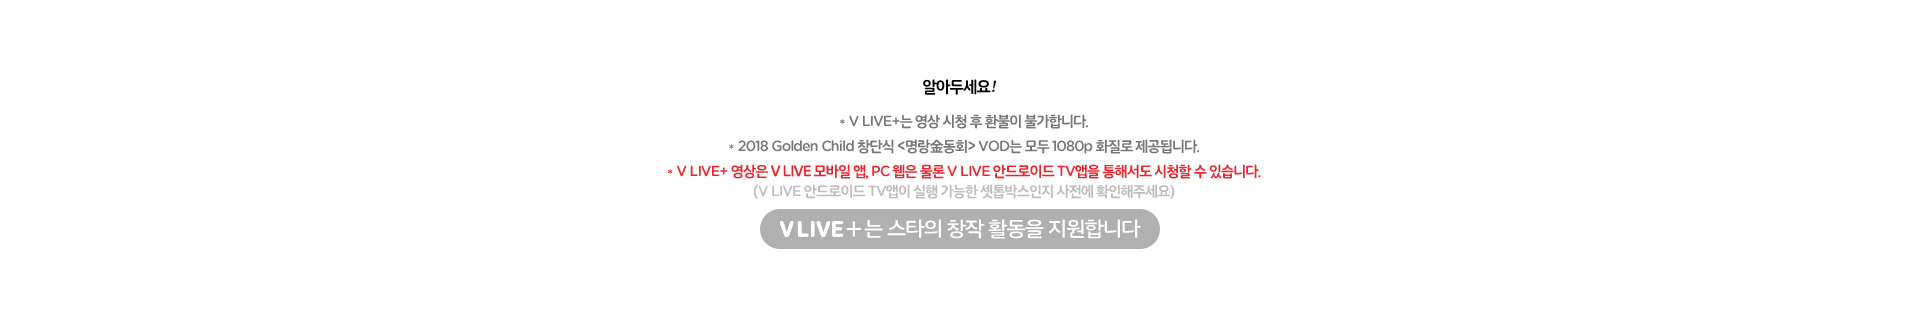 알아두세요!
* V LIVE+는 영상 시청 후 환불이 불가합니다.
* 2018 Golden Child 창단식 <명랑金동회> VOD는 모두 1080p 화질로 제공됩니다.
* V LIVE+ 영상은 V LIVE 모바일 앱, PC 웹은 물론 V LIVE 안드로이드 TV앱을 통해서도 시청할 수 있습니다.
(V LIVE 안드로이드 TV앱이 실행 가능한 셋톱박스인지 사전에 확인해주세요)
V LIVE+는 스타의 창작 활동을 지원합니다